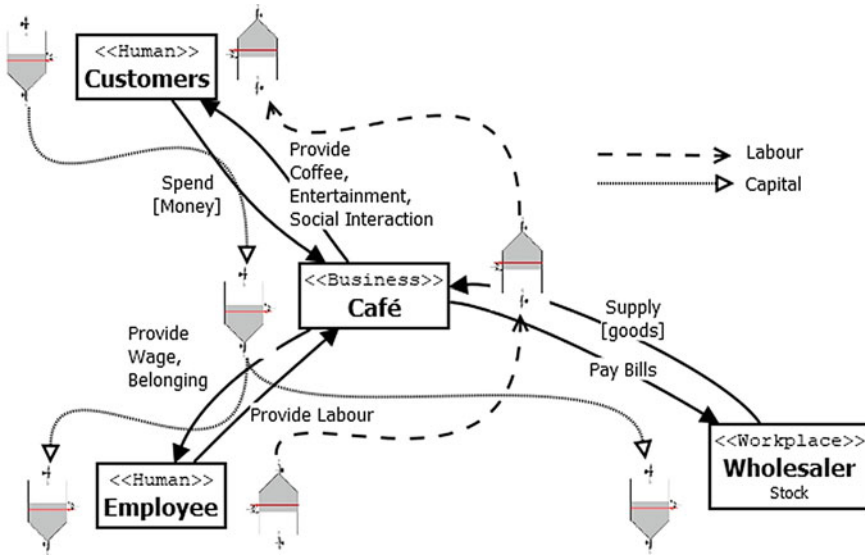 <<Human>>
Customers
Provide
Coffee,
Entertainment,
Social Interaction
Spend
[Money]
Labour
Capital
<<Business>>
Café
Supply
[goods]
Pay Bills
Provide
Wage,
Belonging
Provide Labour
<<Human>>
Employee
<<Workplace>>
Wholesaler
Stock